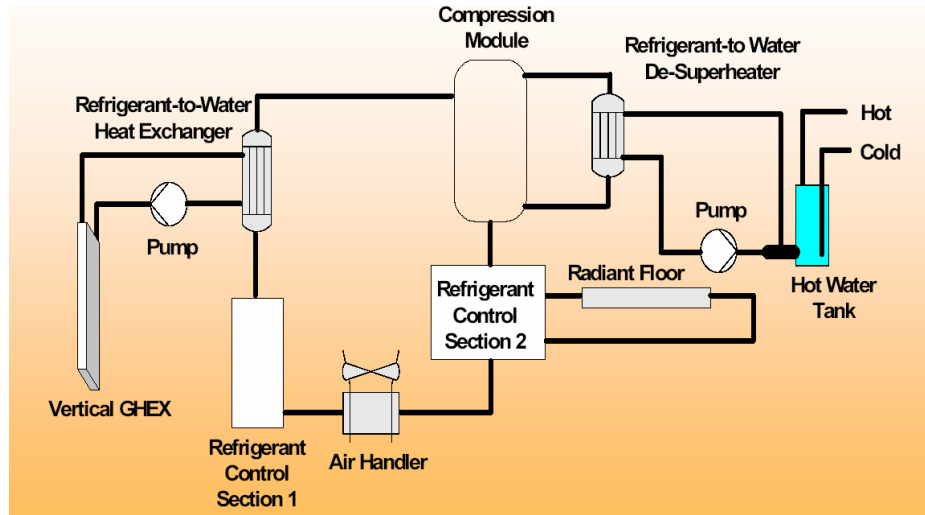 Compression
Module
Refrigerant-to Water
De-Superheater
Refrigerant-to-Water
Heat Exchanger
Hot
Cold
Pump
Pump
Radiant Floor
Hot Water
Tank
Refrigerant
Control
Section 2
Vertical GHEX
Refrigerant
Control
Section 1
Air Handler